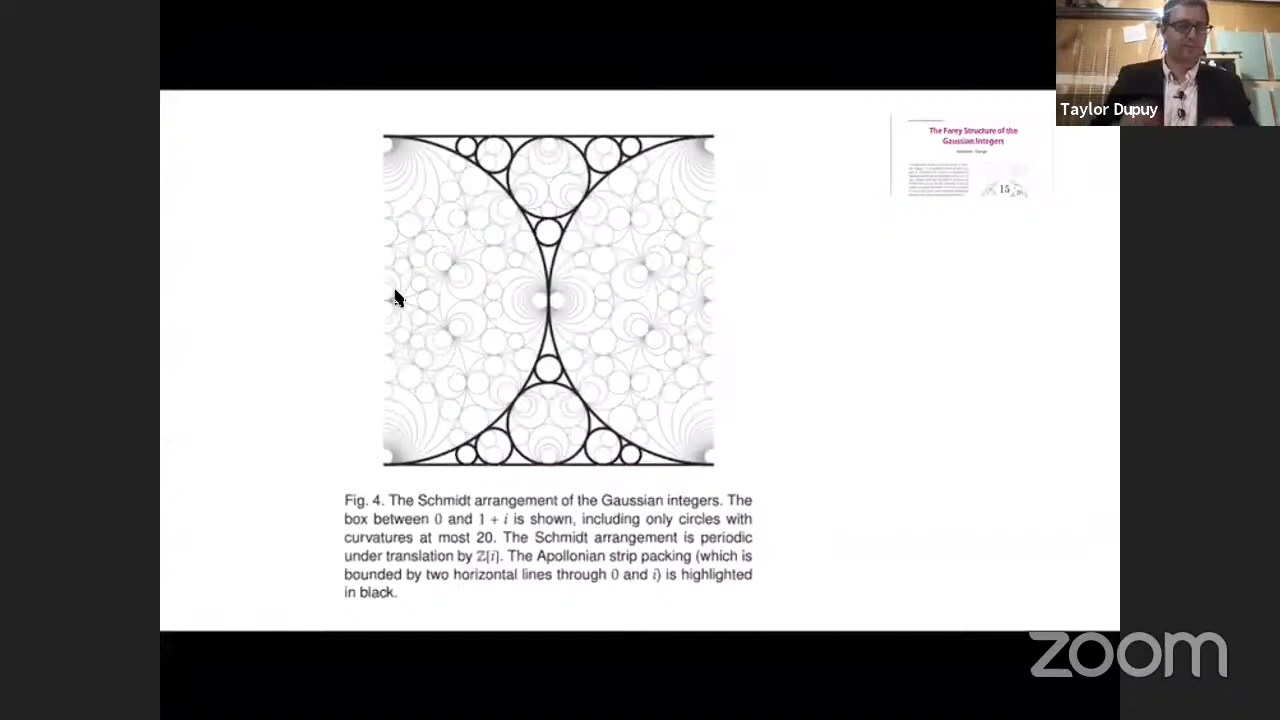 Taylor Dupuy
The Farey Structure of the
Gaussian Integers
15
Fig. 4. The Schmidt arrangement of the Gaussian integers. The
box between 0 and 1 + i is shown, including only circles with
curvatures at most 20. The Schmidt arrangement is periodic
under translation by ℤ[i]. The Apollonian strip packing (which is
bounded by two horizontal lines through 0 and i) is highlighted
in black.
zoom